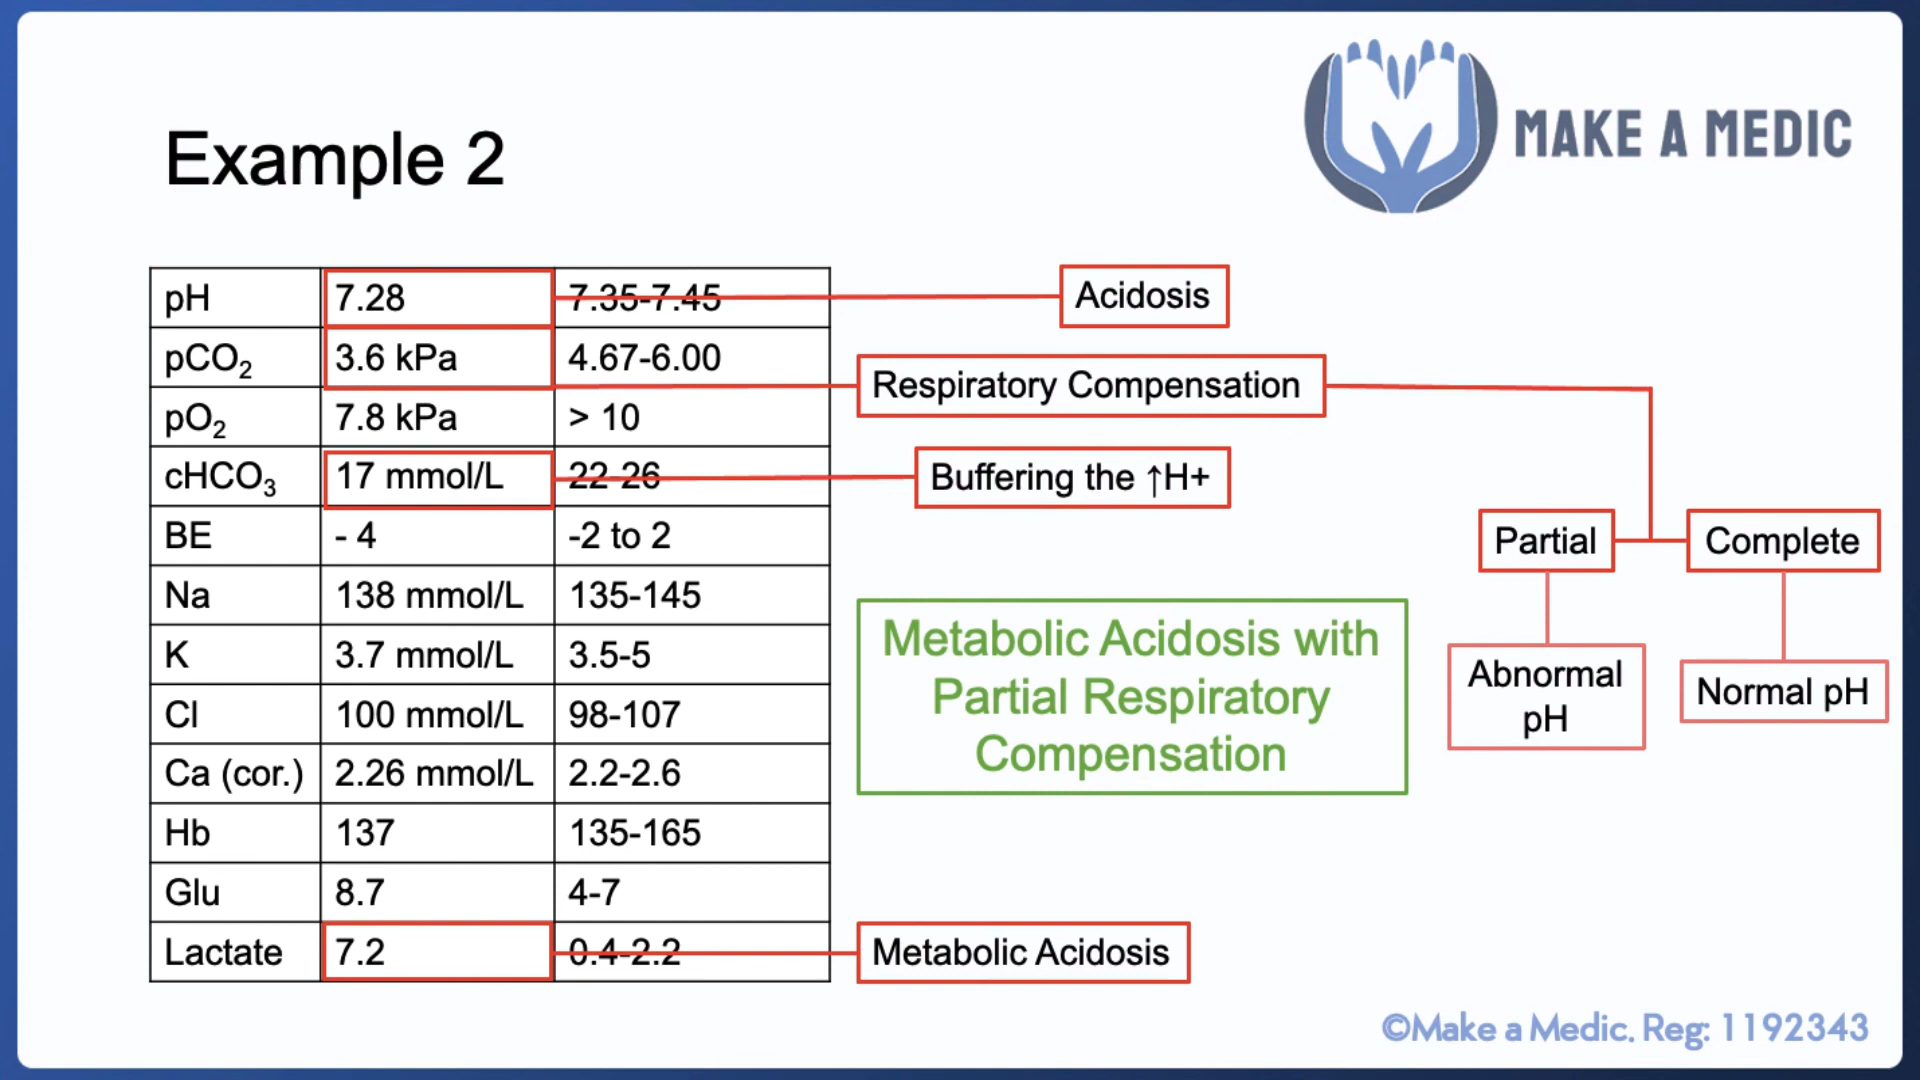 MAKE A MEDIC
Example 2
pH 7.28 7.35-7.45 Acidosis
pCO₂ 3.6 kPa 4.67-6.00 Respiratory Compensation
pO₂ 7.8 kPa > 10
cHCO₃ 17 mmol/L 22-26 Buffering the ↑H+
BE - 4 -2 to 2
Na 138 mmol/L 135-145
K 3.7 mmol/L 3.5-5
Cl 100 mmol/L 98-107
Ca (cor.) 2.26 mmol/L 2.2-2.6
Hb 137 135-165
Glu 8.7 4-7
Lactate 7.2 0.4-2.2 Metabolic Acidosis
Partial
Complete
Abnormal
pH
Normal pH
Metabolic Acidosis with
Partial Respiratory
Compensation
©Make a Medic. Reg: 1192343